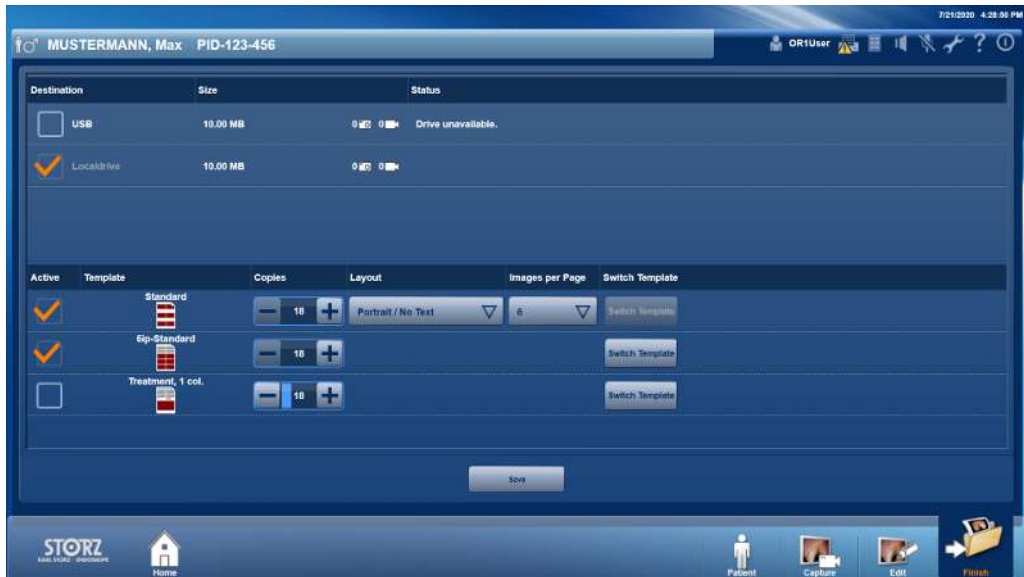 7/21/2020 4:28:00 PM
MUSTERMANN, Max PID-123-456
OR1User
Destination Size Status
USB 10.00 MB 0 0 Drive unavailable.
Localdrive 10.00 MB 0 0
Active Template Copies Layout Images per Page Switch Template
Standard
18 Portrait / No Text 6 Switch Template
6ip-Standard
18 Switch Template
Treatment, 1 col.
18 Switch Template
Save
STORZ
KARL STORZ - ENDOSKOPE
Home Patient Capture Edit Finish